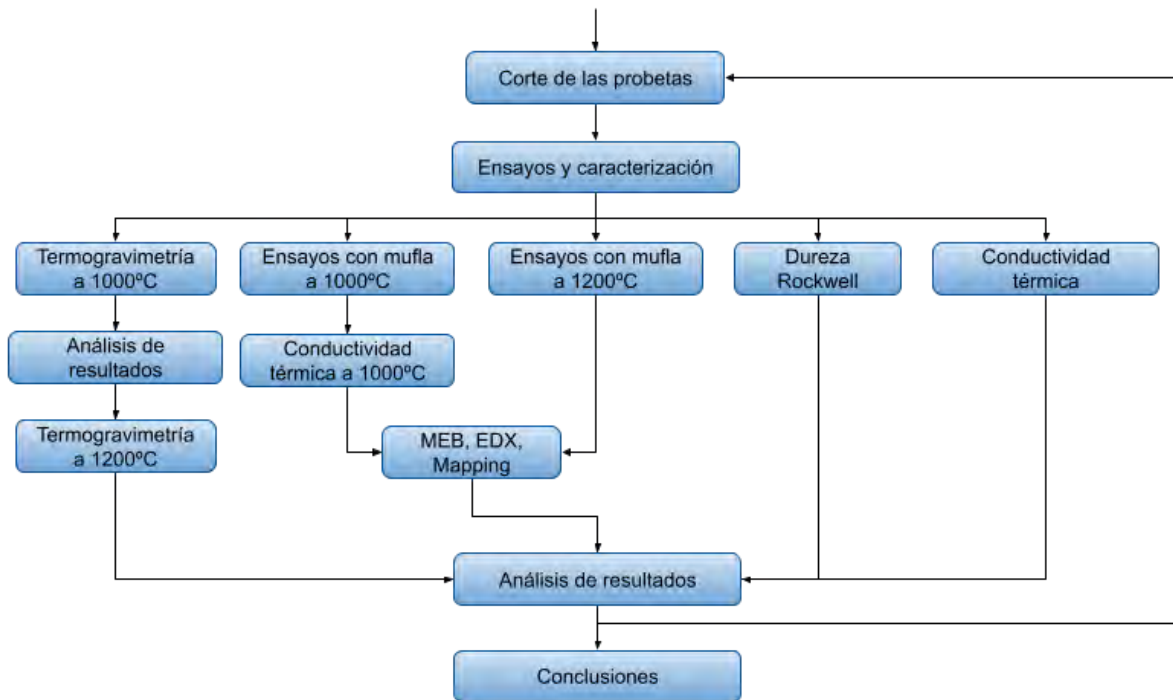 Corte de las probetas
Ensayos y caracterización
Termogravimetría
a 1000ºC
Ensayos con mufla
a 1000ºC
Ensayos con mufla
a 1200ºC
Dureza
Rockwell
Conductividad
térmica
Análisis de
resultados
Conductividad
térmica a 1000ºC
Termogravimetría
a 1200ºC
MEB, EDX,
Mapping
Análisis de resultados
Conclusiones